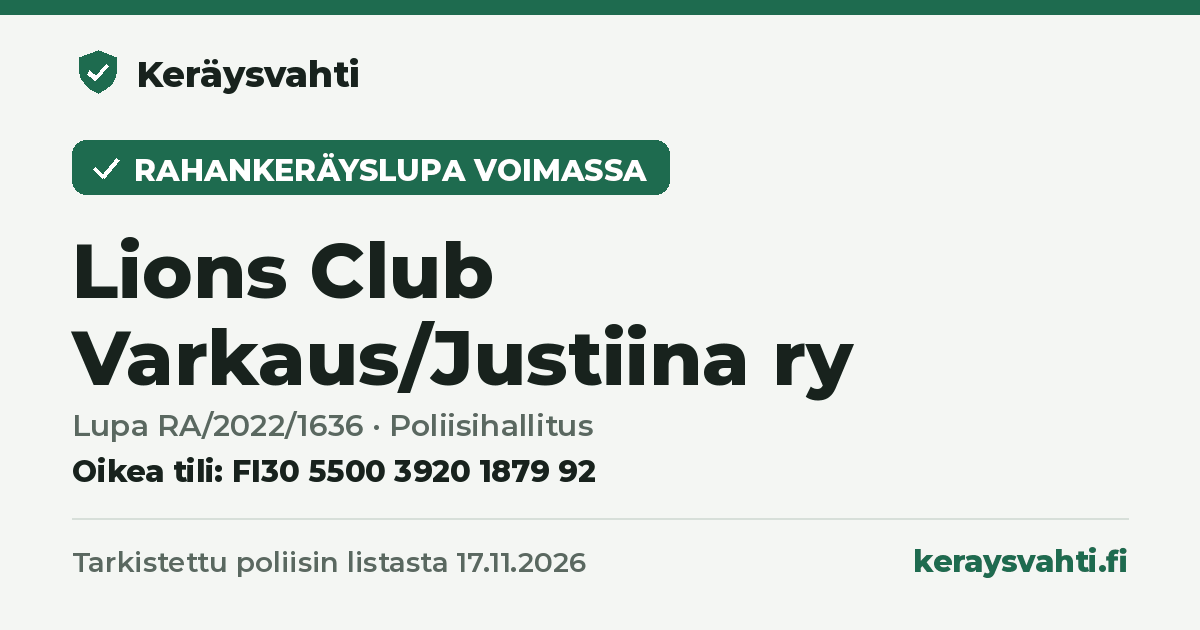 Keräysvahti
RAHANKERÄYSLUPA VOIMASSA
Lions Club
Varkaus/Justiina ry
Lupa RA/2022/1636 · Poliisihallitus
Oikea tili: FI30 5500 3920 1879 92
Tarkistettu poliisin listasta 17.11.2026
keraysvahti.fi